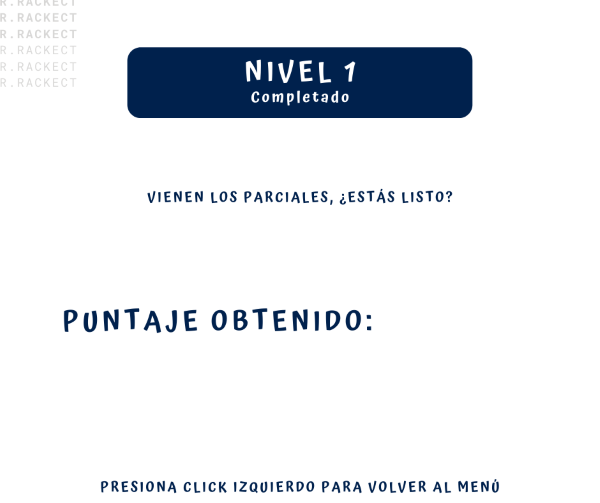 R.RACKECT
R.RACKECT
R.RACKECT
R.RACKECT
R.RACKECT
R.RACKECT
NIVEL 1
Completado
VIENEN LOS PARCIALES, ¿ESTÁS LISTO?
PUNTAJE OBTENIDO:
PRESIONA CLICK IZQUIERDO PARA VOLVER AL MENÚ